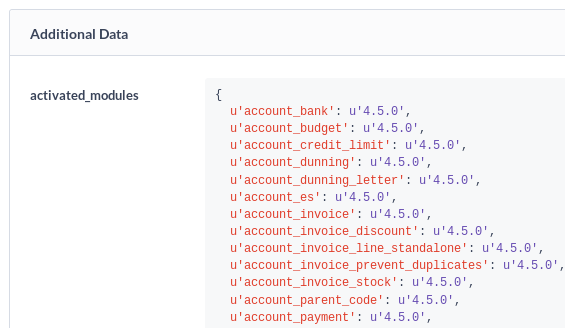 Additional Data
activated_modules
{
u'account_bank': u'4.5.0',
u'account_budget': u'4.5.0',
u'account_credit_limit': u'4.5.0',
u'account_dunning': u'4.5.0',
u'account_dunning_letter': u'4.5.0',
u'account_es': u'4.5.0',
u'account_invoice': u'4.5.0',
u'account_invoice_discount': u'4.5.0',
u'account_invoice_line_standalone': u'4.5.0',
u'account_invoice_prevent_duplicates': u'4.5.0',
u'account_invoice_stock': u'4.5.0',
u'account_parent_code': u'4.5.0',
u'account_payment': u'4.5.0',